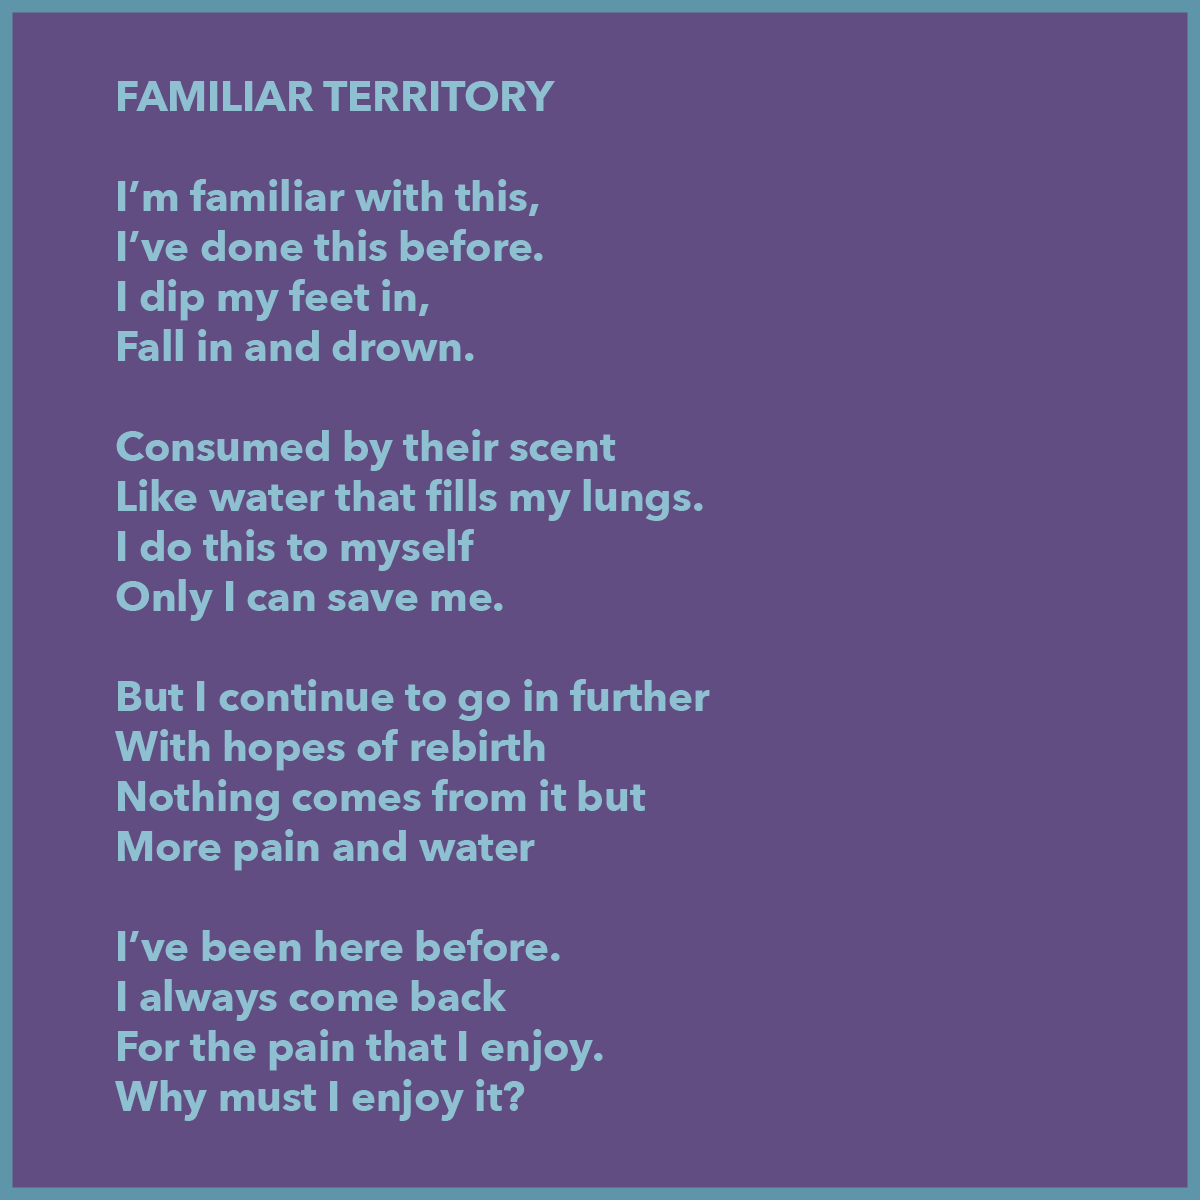 FAMILIAR TERRITORY
I’m familiar with this,
I’ve done this before.
I dip my feet in,
Fall in and drown.
Consumed by their scent
Like water that fills my lungs.
I do this to myself
Only I can save me.
But I continue to go in further
With hopes of rebirth
Nothing comes from it but
More pain and water
I’ve been here before.
I always come back
For the pain that I enjoy.
Why must I enjoy it?